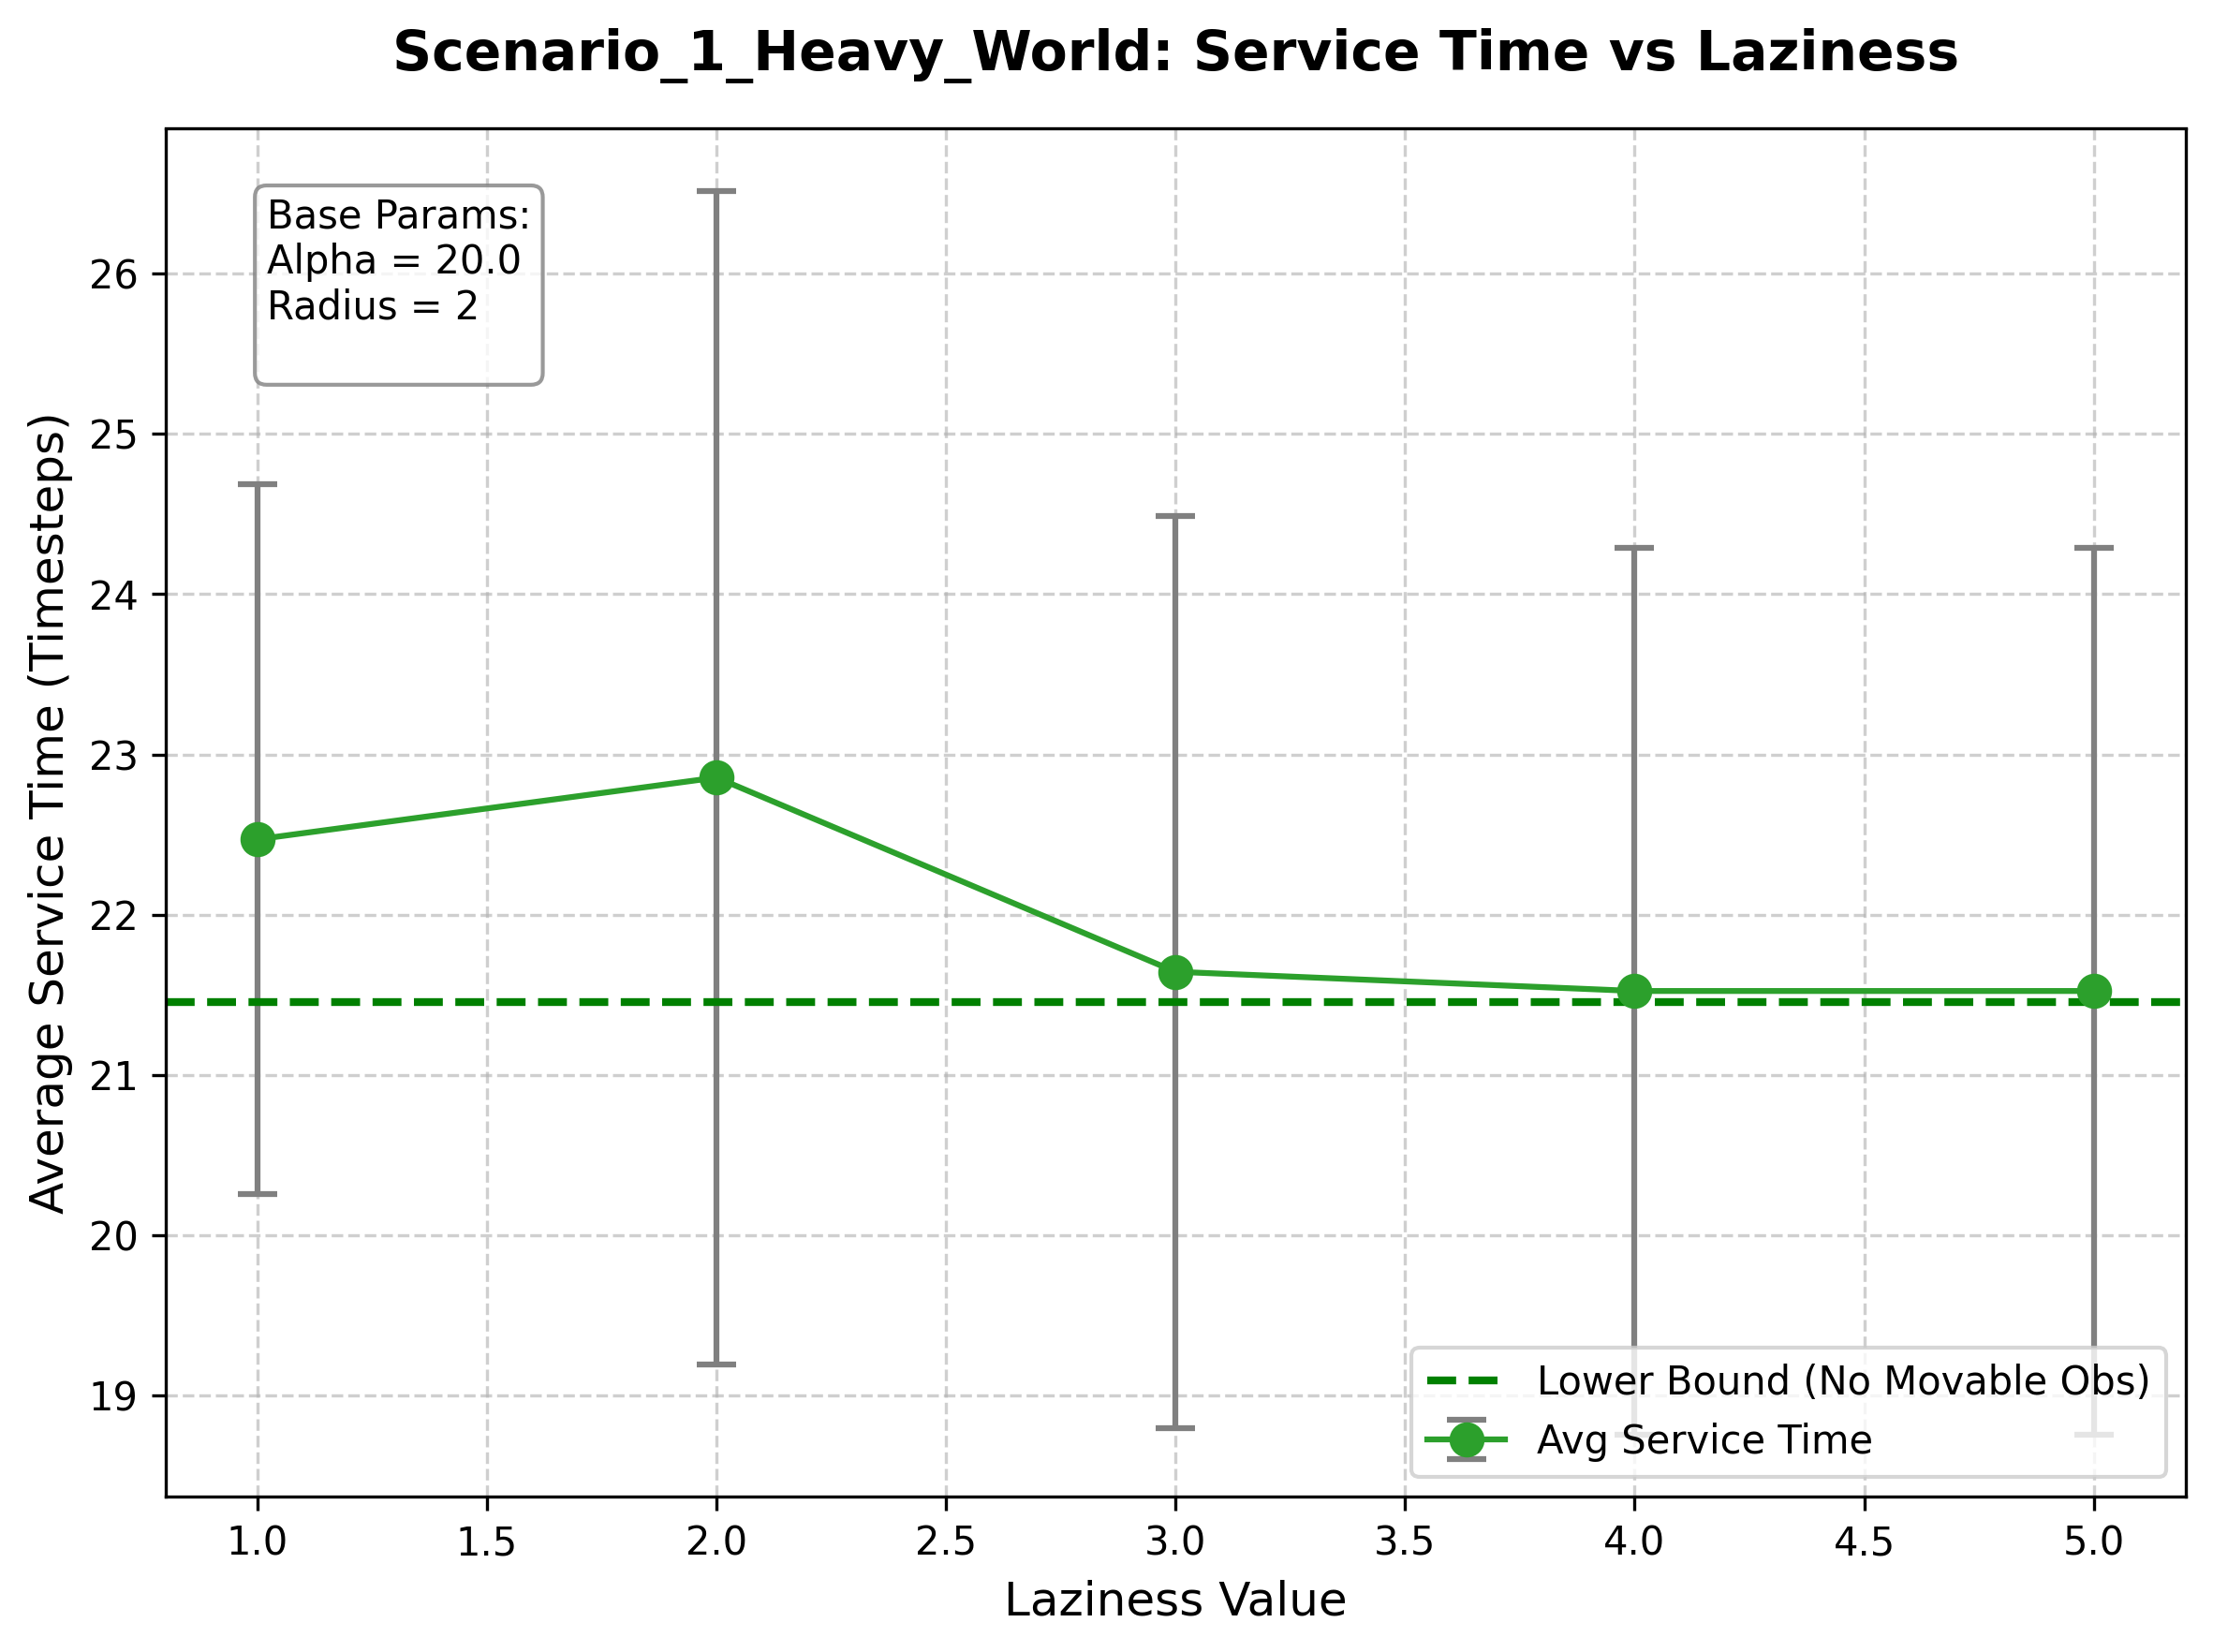 Scenario_1_Heavy_World: Service Time vs Laziness
Base Params:
Alpha = 20.0
Radius = 2
Average Service Time (Timesteps)
26
25
24
23
22
21
20
19
Lower Bound (No Movable Obs)
Avg Service Time
1.0 1.5 2.0 2.5 3.0 3.5 4.0 4.5 5.0
Laziness Value